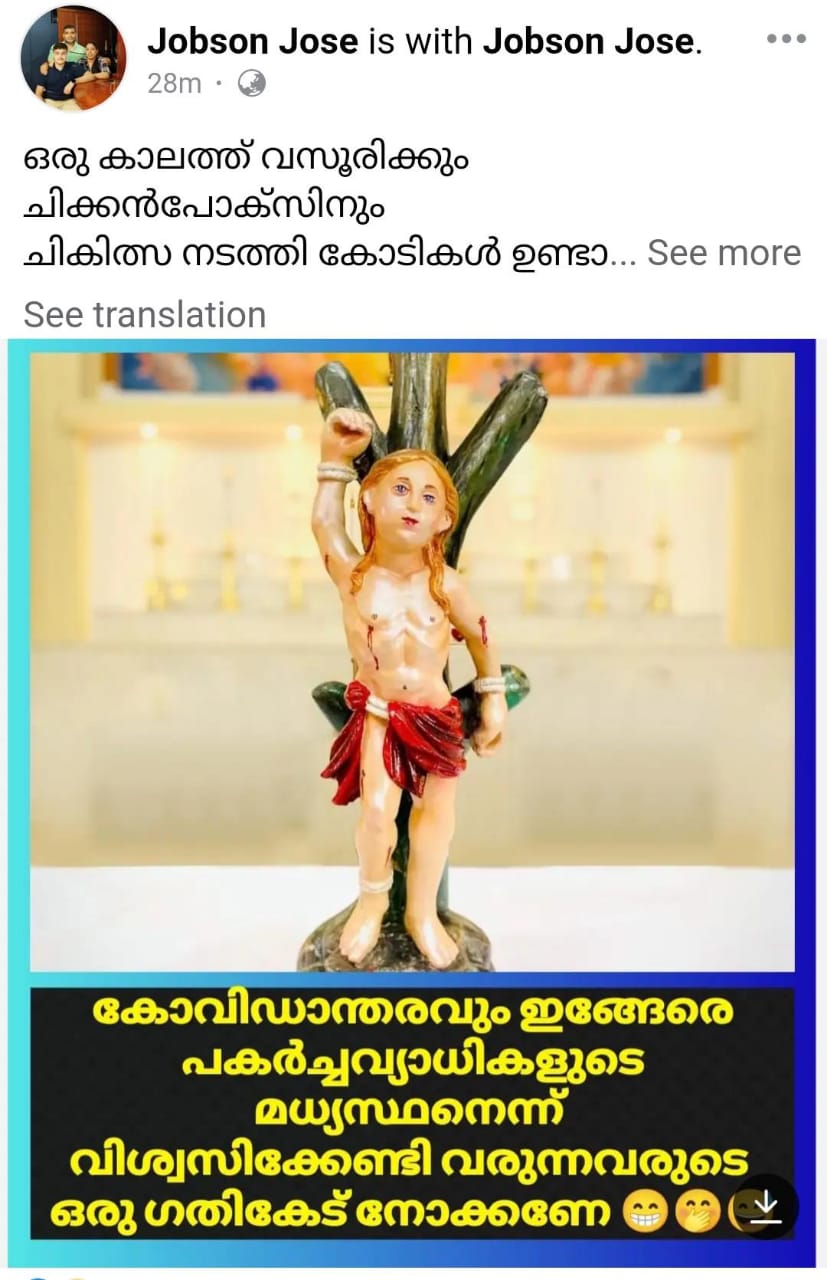 Jobson Jose is with Jobson Jose.
28m ·
ഒരു കാലത്ത് വസൂരിക്കും
ചിക്കൻപോക്സിനും
ചികിത്സ നടത്തി കോടികൾ ഉണ്ടാ... See more
See translation
കോവിഡാന്തരവും ഇങ്ങേരെ
പകർച്ചവ്യാധികളുടെ
മധ്യസ്ഥനെന്ന്
വിശ്വസിക്കേണ്ടി വരുന്നവരുടെ
ഒരു ഗതികേട് നോക്കണേ 😁🤭